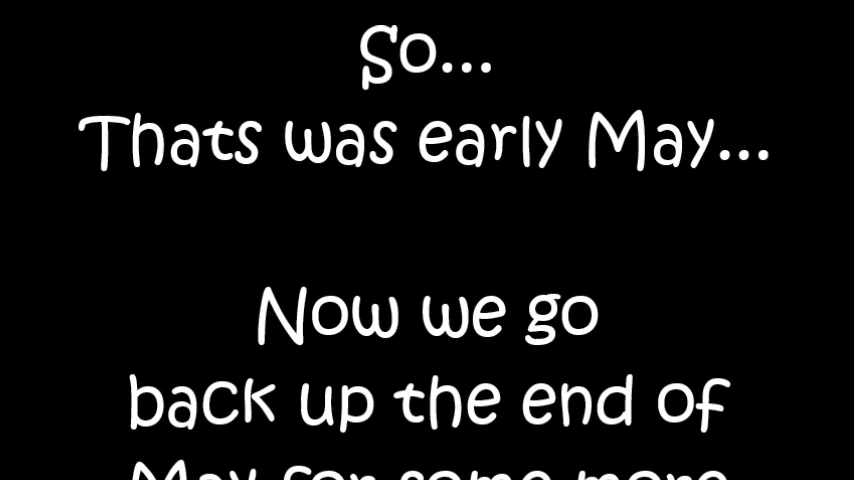 So...
Thats was early May...
Now we go
back up the end of
May for some more